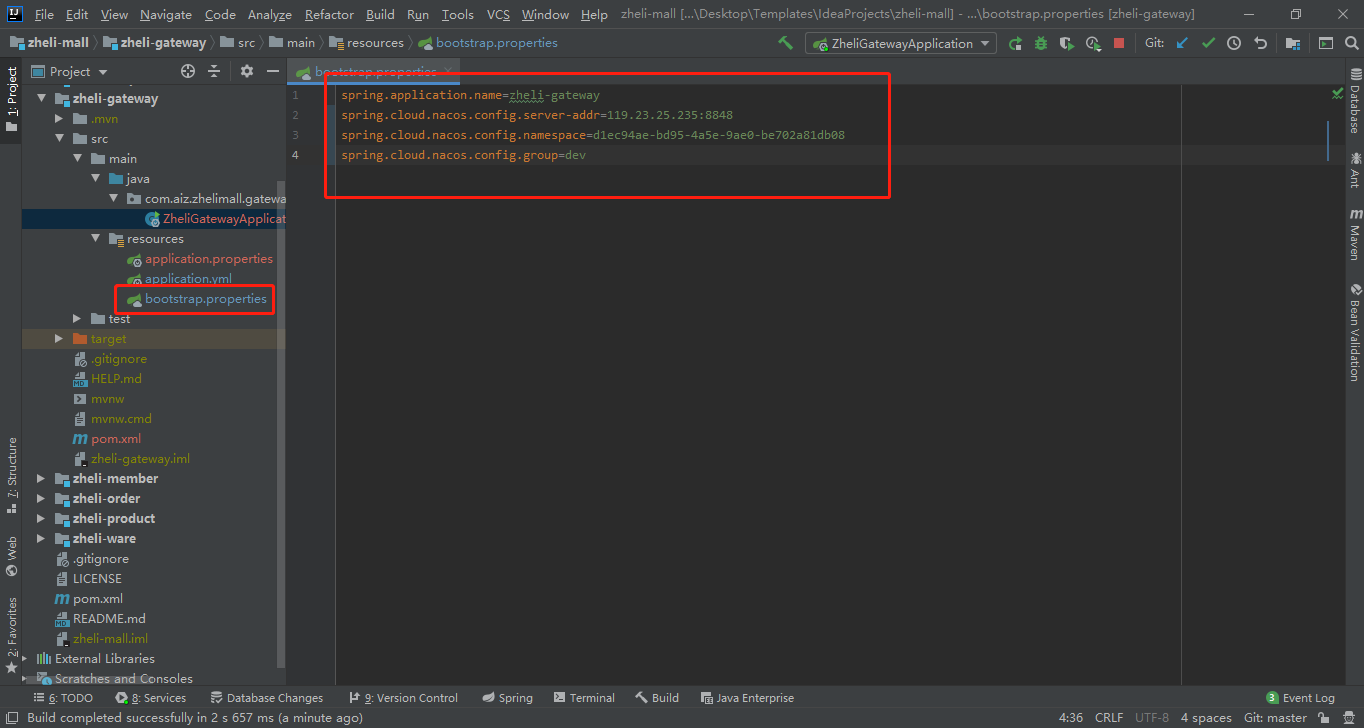 File Edit View Navigate Code Analyze Refactor Build Run Tools VCS Window Help zheli-mall [...\Desktop\Templates\IdeaProjects\zheli-mall] - ...\bootstrap.properties [zheli-gateway]
zheli-mall zheli-gateway src main resources bootstrap.properties ZheliGatewayApplication Git:
Project
bootstrap.properties
1 spring.application.name=zheli-gateway
2 spring.cloud.nacos.config.server-addr=119.23.25.235:8848
3 spring.cloud.nacos.config.namespace=d1ec94ae-bd95-4a5e-9ae0-be702a81db08
4 spring.cloud.nacos.config.group=dev
zheli-gateway
.mvn
src
main
java
com.aiz.zhelimall.gatewa
ZheliGatewayApplicat
resources
application.properties
application.yml
bootstrap.properties
test
target
.gitignore
HELP.md
mvnw
mvnw.cmd
pom.xml
zheli-gateway.iml
zheli-member
zheli-order
zheli-product
zheli-ware
.gitignore
LICENSE
pom.xml
README.md
zheli-mall.iml
External Libraries
Scratches and Consoles
1: Project
7: Structure
Web
2: Favorites
Database
Ant
Maven
Bean Validation
6: TODO 8: Services Database Changes 9: Version Control Spring Terminal Build Java Enterprise 3 Event Log
Build completed successfully in 2 s 657 ms (a minute ago) 4:36 CRLF UTF-8 4 spaces Git: master